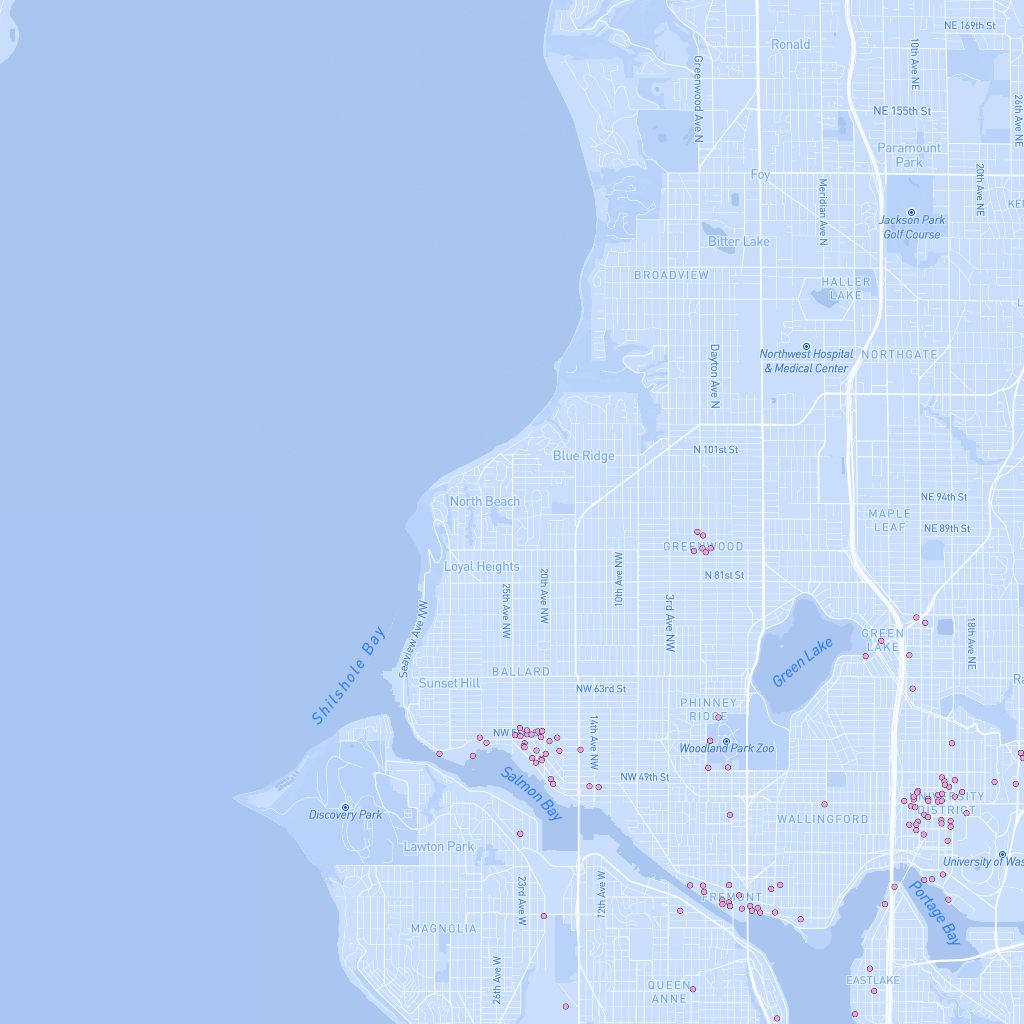 NE 169th St
Ronald
10th Ave NE
Greenwood Ave N
26th Ave NE
NE 155th St
Paramount
Park
Foy
20th Ave NE
Meridian Ave N
Jackson Park
Golf Course
Bitter Lake
BROADVIEW
HALLER
LAKE
Northwest Hospital
& Medical Center
NORTHGATE
Dayton Ave N
N 101st St
Blue Ridge
North Beach
NE 94th St
MAPLE
LEAF
NE 89th St
GREENWOOD
Loyal Heights
10th Ave NW
N 81st St
20th Ave NW
25th Ave NW
3rd Ave NW
Seaview Ave NW
18th Ave NE
GREEN
LAKE
Green Lake
Shilshole Bay
BALLARD
Sunset Hill
NW 63rd St
PHINNEY
RIDGE
14th Ave NW
Woodland Park Zoo
NW 49th St
Salmon Bay
UNIVERSITY
DISTRICT
Discovery Park
WALLINGFORD
Lawton Park
University of Was
23rd Ave W
12th Ave W
FREMONT
Portage Bay
MAGNOLIA
26th Ave W
EASTLAKE
QUEEN
ANNE